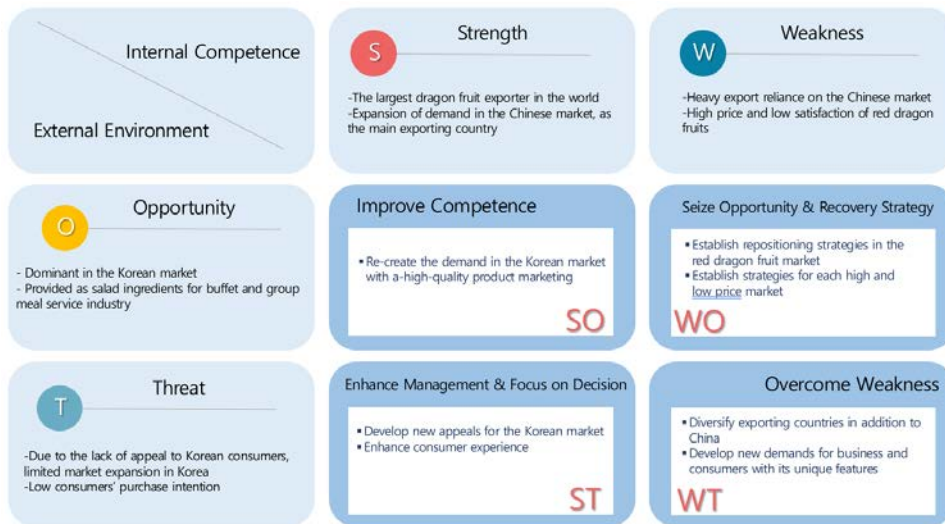 Internal Competence
External Environment
S
Strength
-The largest dragon fruit exporter in the world
-Expansion of demand in the Chinese market, as
the main exporting country
W
Weakness
-Heavy export reliance on the Chinese market
-High price and low satisfaction of red dragon
fruits
O
Opportunity
- Dominant in the Korean market
- Provided as salad ingredients for buffet and group
meal service industry
Improve Competence
▪ Re-create the demand in the Korean market
with a-high-quality product marketing
SO
Seize Opportunity & Recovery Strategy
▪ Establish repositioning strategies in the
red dragon fruit market
▪ Establish strategies for each high and
low price market
WO
T
Threat
-Due to the lack of appeal to Korean consumers,
limited market expansion in Korea
-Low consumers' purchase intention
Enhance Management & Focus on Decision
▪ Develop new appeals for the Korean market
▪ Enhance consumer experience
ST
Overcome Weakness
▪ Diversify exporting countries in addition to
China
▪ Develop new demands for business and
consumers with its unique features
WT